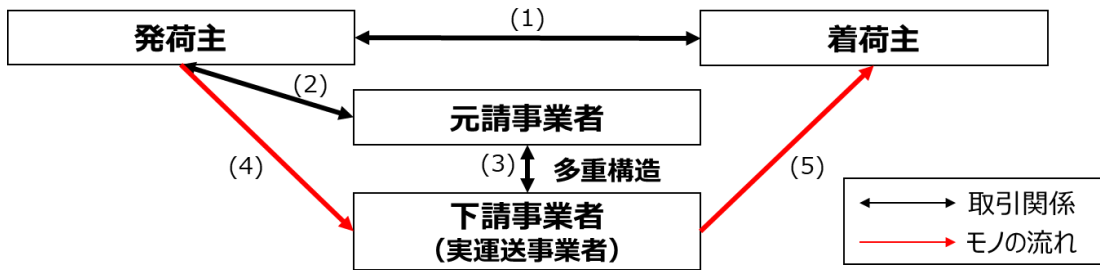 (1)
発荷主
着荷主
(2)
元請事業者
(4)
(3)
多重構造
(5)
下請事業者
（実運送事業者）
取引関係
モノの流れ